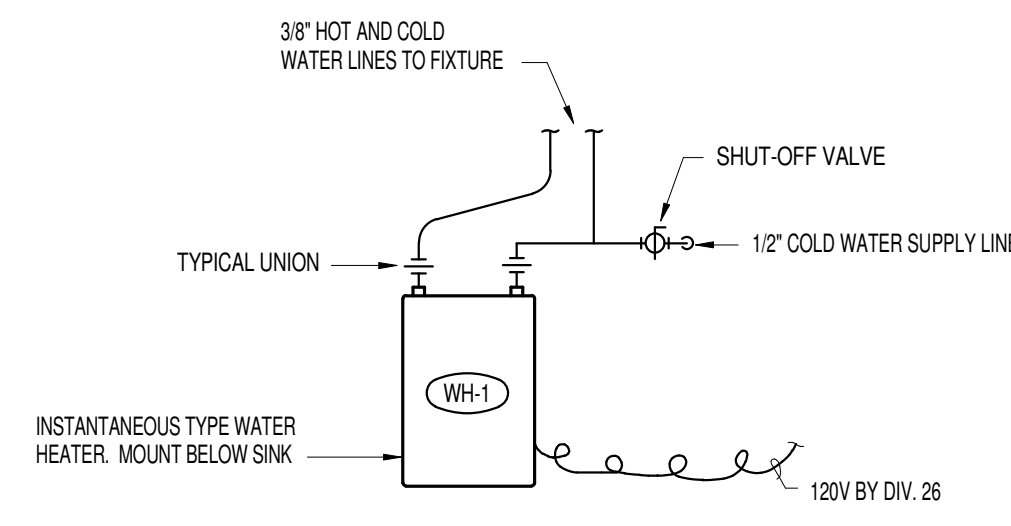 3/8" HOT AND COLD
WATER LINES TO FIXTURE
SHUT-OFF VALVE
TYPICAL UNION
1/2" COLD WATER SUPPLY LINE
WH-1
INSTANTANEOUS TYPE WATER
HEATER. MOUNT BELOW SINK
120V BY DIV. 26